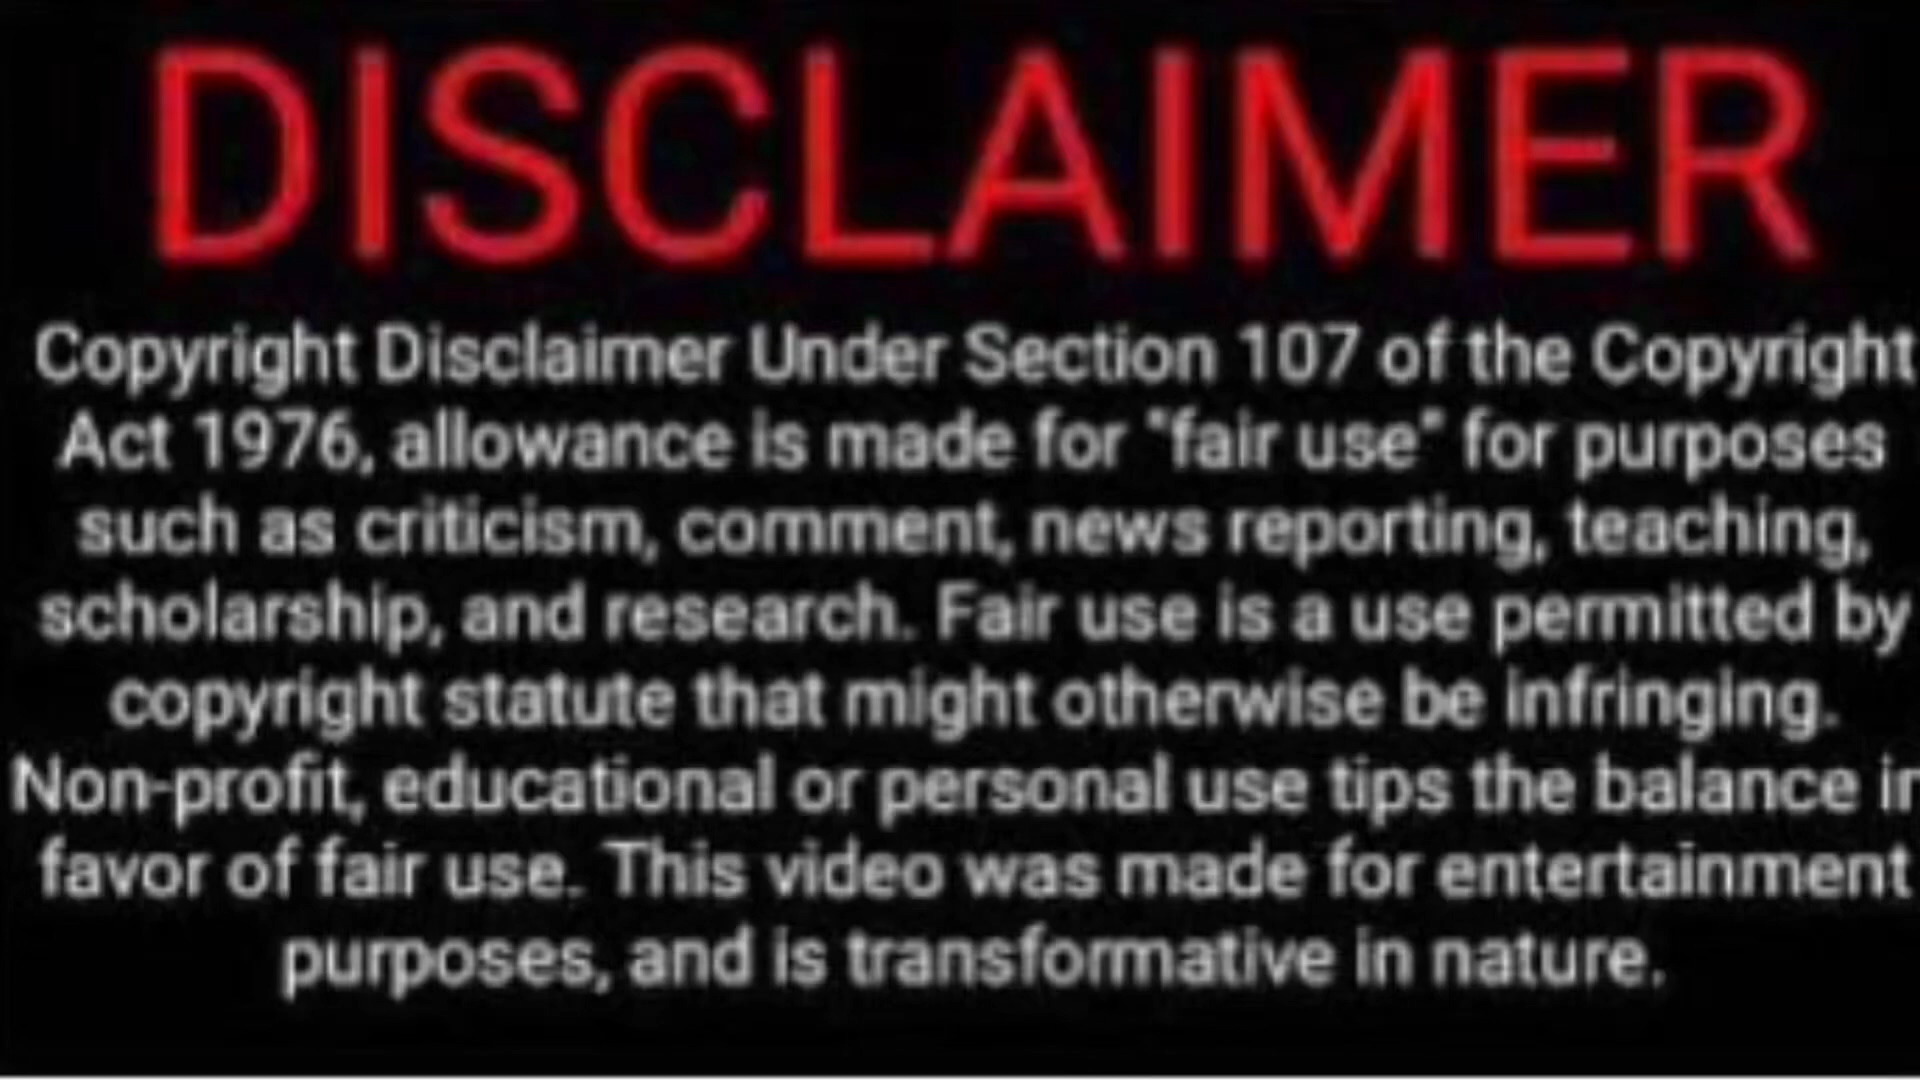 DISCLAIMER
Copyright Disclaimer Under Section 107 of the Copyright
Act 1976, allowance is made for "fair use" for purposes
such as criticism, comment, news reporting, teaching,
scholarship, and research. Fair use is a use permitted by
copyright statute that might otherwise be infringing.
Non-profit, educational or personal use tips the balance in
favor of fair use. This video was made for entertainment
purposes, and is transformative in nature.